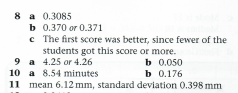 8 a 0.3085
b 0.370 or 0.371
c The first score was better, since fewer of the
students got this score or more.
9 a 4.25 or 4.26 b 0.050
10 a 8.54 minutes b 0.176
11 mean 6.12 mm, standard deviation 0.398 mm